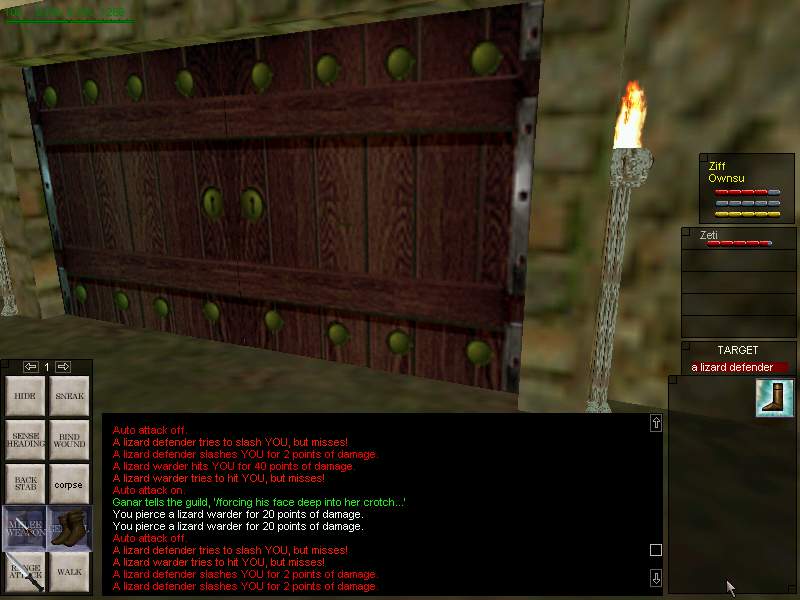 Ziff
Ownsu
Zeti
TARGET
a lizard defender
1
HIDE
SNEAK
SENSE
HEADING
BIND
WOUND
BACK
STAB
corpse
MELEE
WEAPON
RANGE
ATTACK
WALK
Auto attack off.
A lizard defender tries to slash YOU, but misses!
A lizard defender slashes YOU for 2 points of damage.
A lizard warder hits YOU for 40 points of damage.
A lizard warder tries to hit YOU, but misses!
Auto attack on.
Ganar tells the guild, '/forcing his face deep into her crotch...'
You pierce a lizard warder for 20 points of damage.
You pierce a lizard warder for 20 points of damage.
Auto attack off.
A lizard defender tries to slash YOU, but misses!
A lizard warder tries to hit YOU, but misses!
A lizard defender slashes YOU for 2 points of damage.
A lizard defender slashes YOU for 2 points of damage.